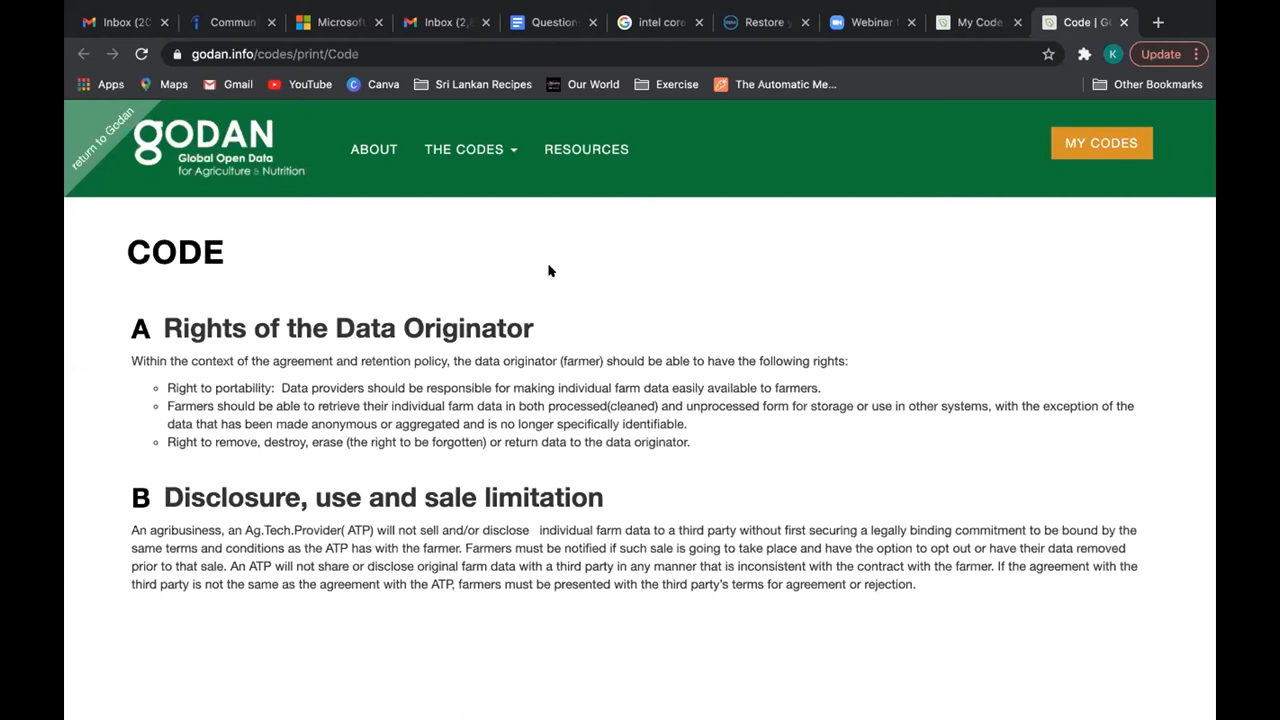 Inbox (20
Commun
Microsof
Inbox (2,
Question
intel core
Restore y
Webinar
My Code
Code | G
godan.info/codes/print/Code
K
Update
Apps
Maps
Gmail
YouTube
Canva
Sri Lankan Recipes
Our World
Exercise
The Automatic Me...
Other Bookmarks
return to Godan
GODAN
Global Open Data
for Agriculture & Nutrition
ABOUT
THE CODES
RESOURCES
MY CODES
CODE
A Rights of the Data Originator
Within the context of the agreement and retention policy, the data originator (farmer) should be able to have the following rights:
Right to portability: Data providers should be responsible for making individual farm data easily available to farmers.
Farmers should be able to retrieve their individual farm data in both processed(cleaned) and unprocessed form for storage or use in other systems, with the exception of the
data that has been made anonymous or aggregated and is no longer specifically identifiable.
Right to remove, destroy, erase (the right to be forgotten) or return data to the data originator.
B Disclosure, use and sale limitation
An agribusiness, an Ag.Tech.Provider( ATP) will not sell and/or disclose individual farm data to a third party without first securing a legally binding commitment to be bound by the
same terms and conditions as the ATP has with the farmer. Farmers must be notified if such sale is going to take place and have the option to opt out or have their data removed
prior to that sale. An ATP will not share or disclose original farm data with a third party in any manner that is inconsistent with the contract with the farmer. If the agreement with the
third party is not the same as the agreement with the ATP, farmers must be presented with the third party's terms for agreement or rejection.